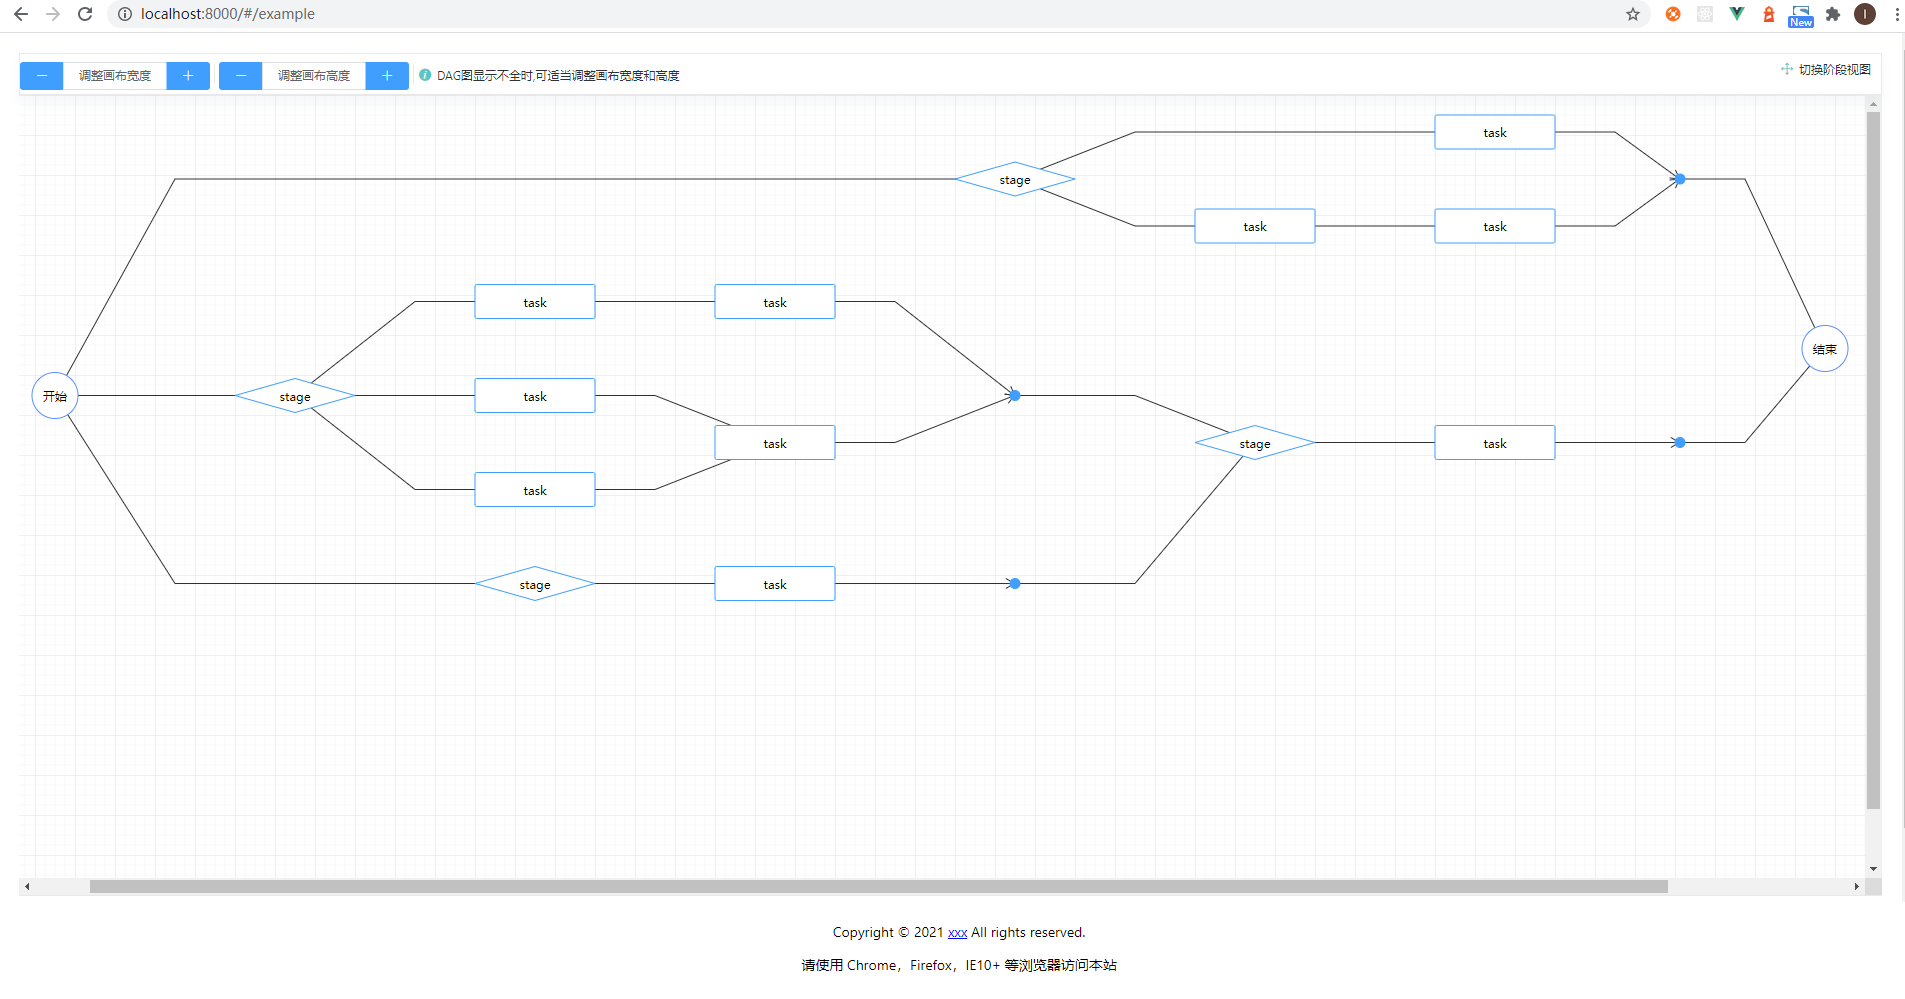 localhost:8000/#/example
New
I
调整画布宽度
调整画布高度
DAG图显示不全时,可适当调整画布宽度和高度
切换阶段视图
task
stage
task
task
task
task
结束
开始
stage
task
task
stage
task
task
stage
task
Copyright © 2021 xxx All rights reserved.
请使用 Chrome，Firefox，IE10+ 等浏览器访问本站